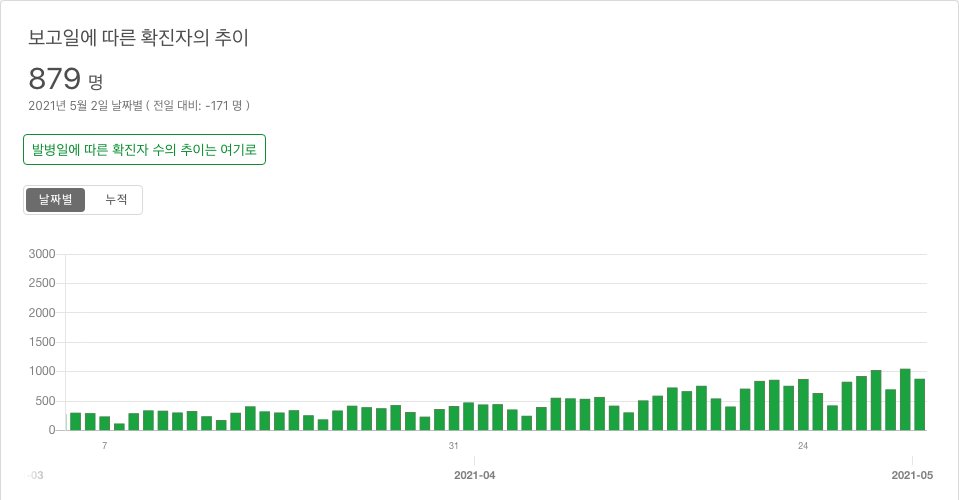 보고일에 따른 확진자의 추이
879 명
2021년 5월 2일 날짜별 ( 전일 대비: -171 명 )
발병일에 따른 확진자 수의 추이는 여기로
날짜별 누적
3000
2500
2000
1500
1000
500
0
7 31 24
-03 2021-04 2021-05